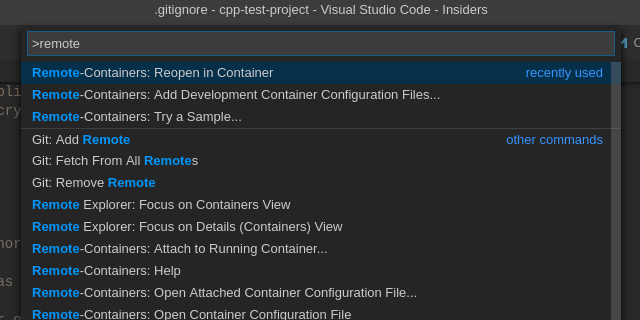 .gitignore - cpp-test-project - Visual Studio Code - Insiders
>remote
Remote-Containers: Reopen in Container recently used
Remote-Containers: Add Development Container Configuration Files...
Remote-Containers: Try a Sample...
Git: Add Remote other commands
Git: Fetch From All Remotes
Git: Remove Remote
Remote Explorer: Focus on Containers View
Remote Explorer: Focus on Details (Containers) View
Remote-Containers: Attach to Running Container...
Remote-Containers: Help
Remote-Containers: Open Attached Container Configuration File...
Remote-Containers: Open Container Configuration File